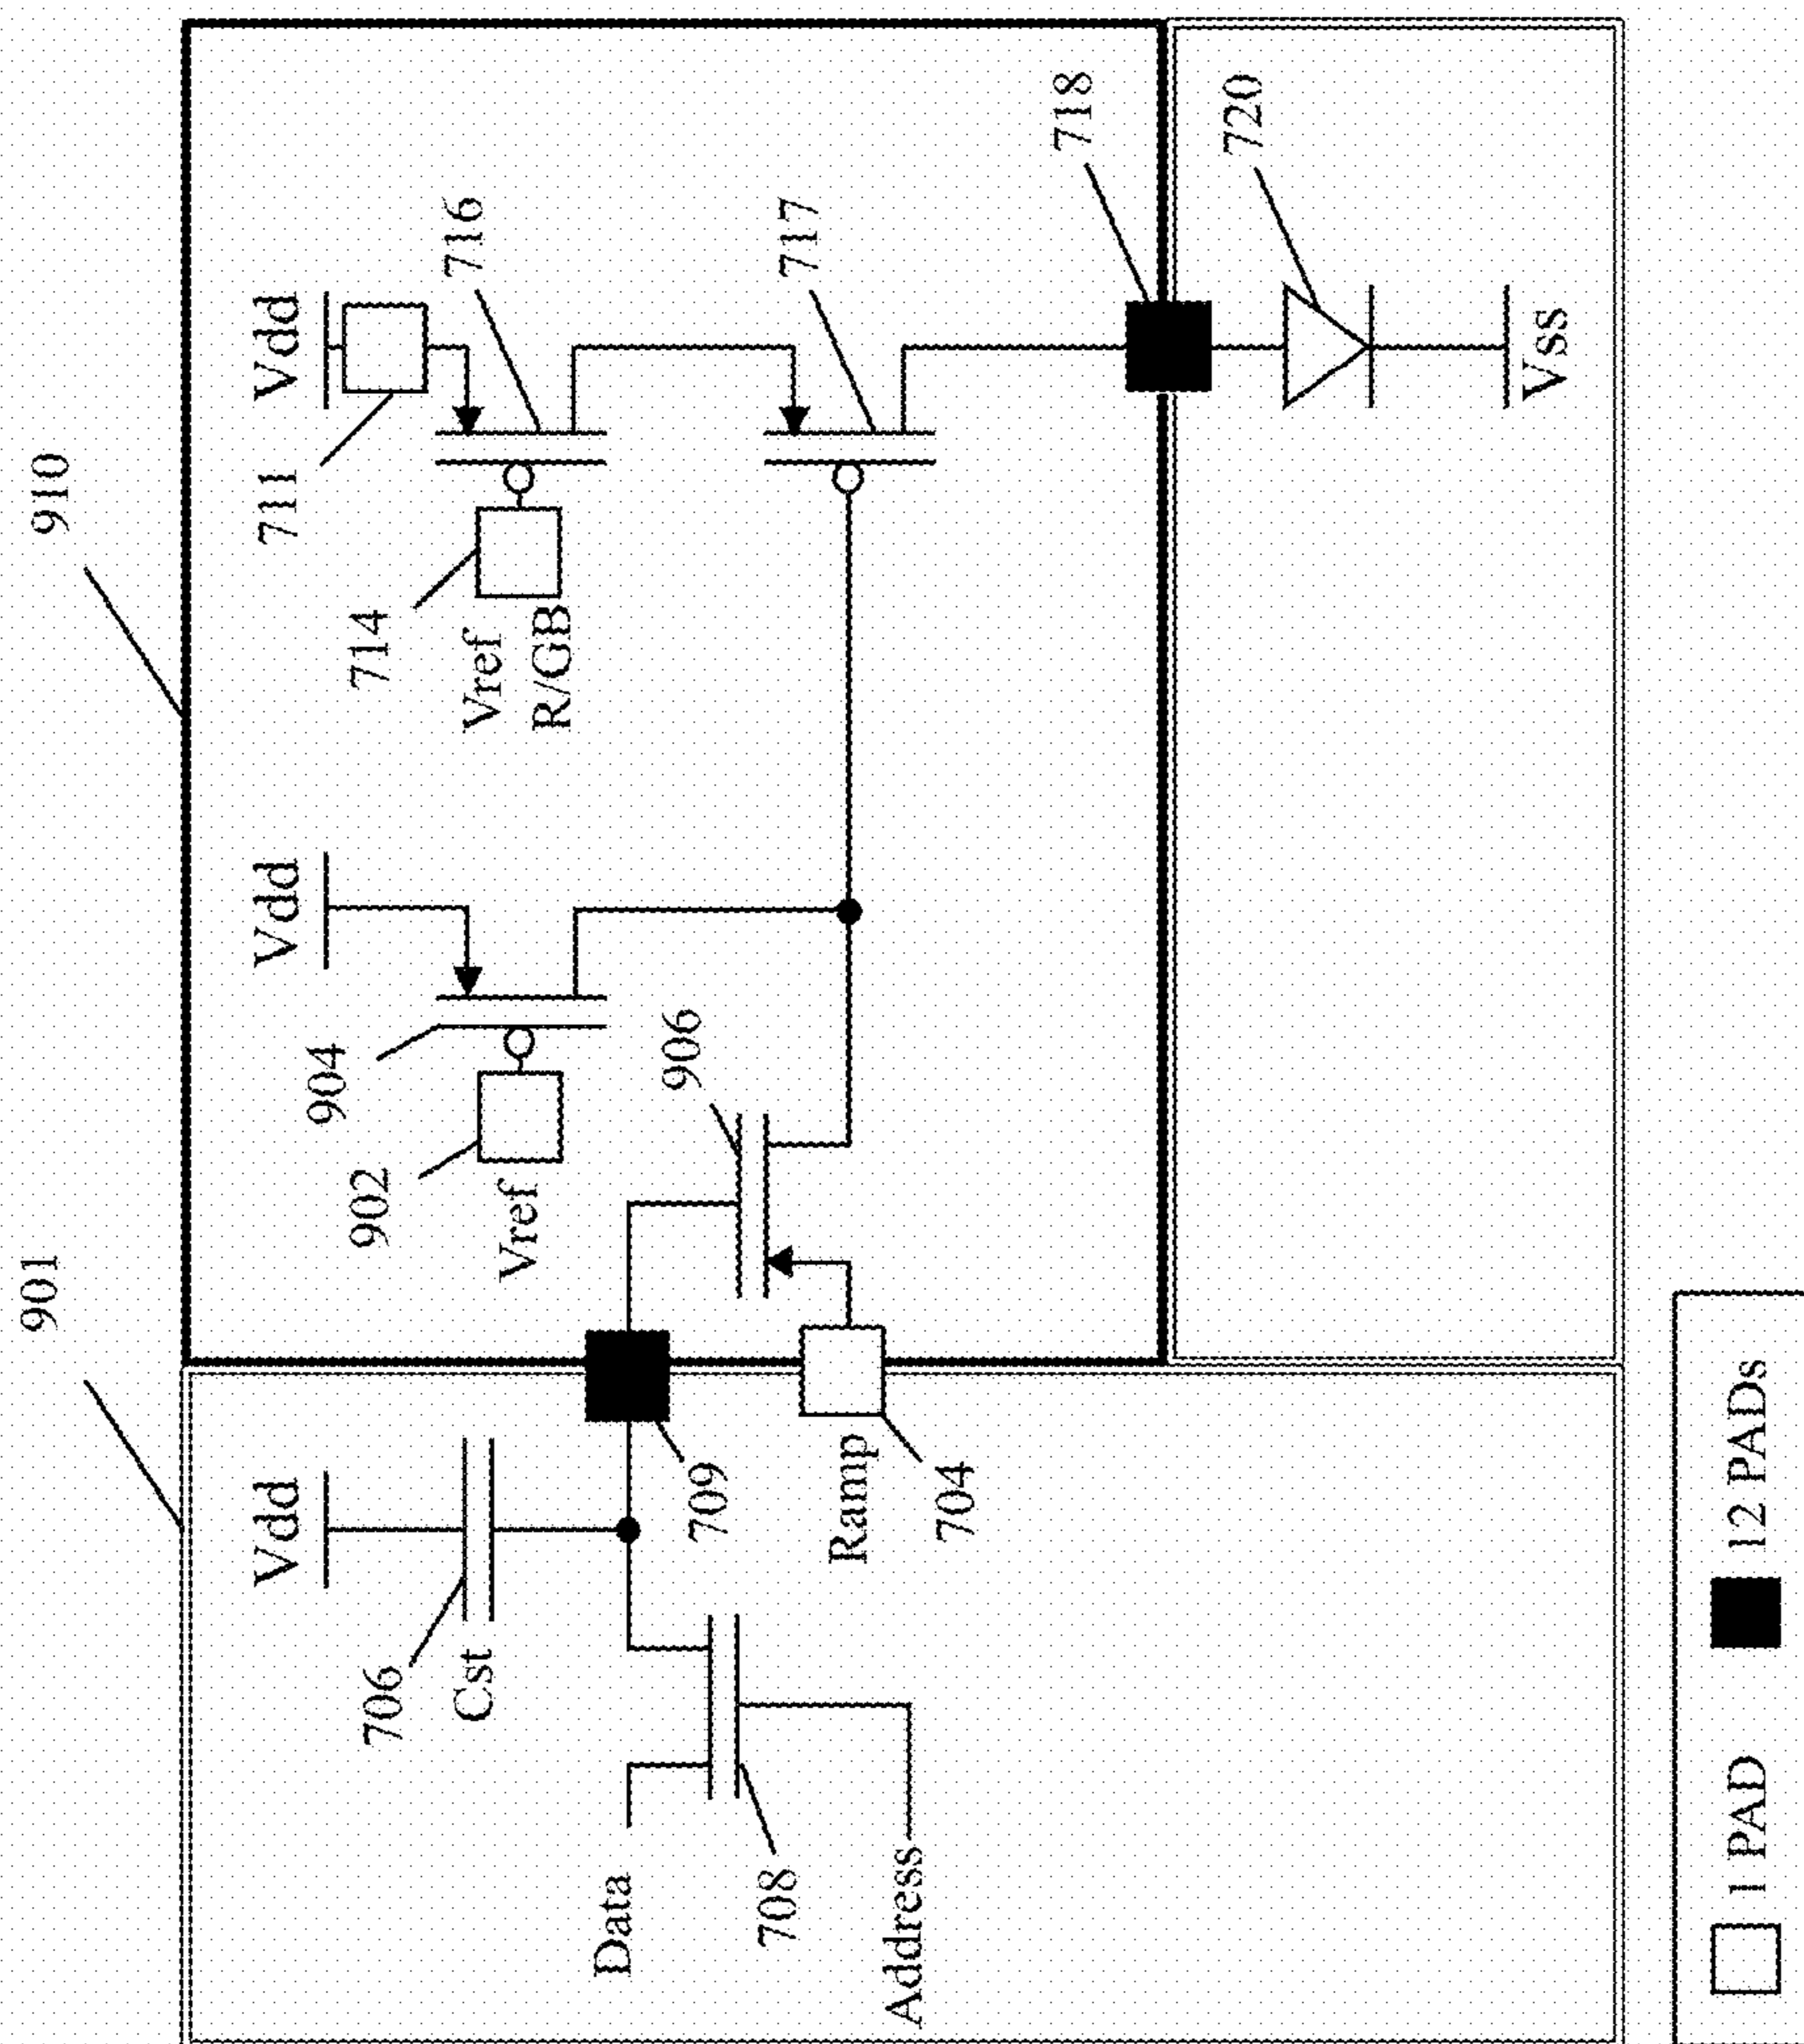 901
910
Vdd
Vdd
Vdd
706
Cst
904
902
Vref
711
714
Vref
R/GB
716
Data
708
709
906
717
Ramp
704
Address
718
720
Vss
1 PAD
12 PADs